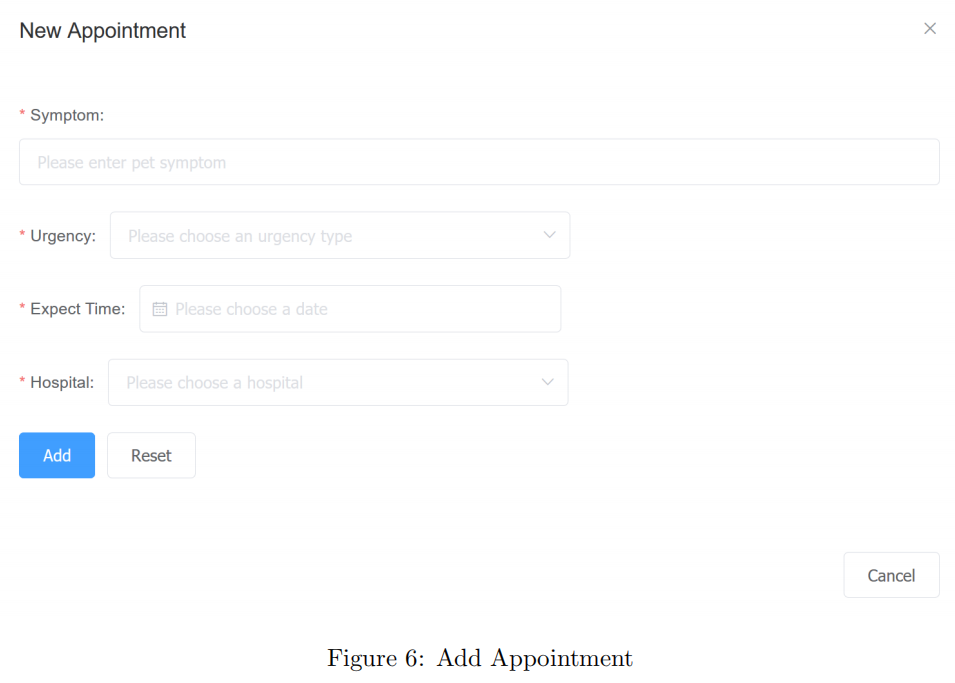 New Appointment
* Symptom:
Please enter pet symptom
* Urgency: Please choose an urgency type
* Expect Time: Please choose a date
* Hospital: Please choose a hospital
Add Reset
Cancel
Figure 6: Add Appointment